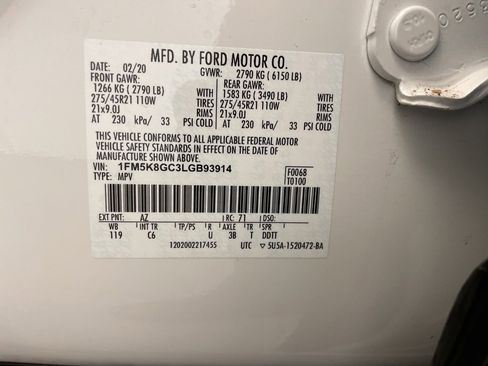 MFD. BY FORD MOTOR CO.
DATE: 02/20 GVWR: 2790 KG ( 6150 LB)
FRONT GAWR: REAR GAWR:
1266 KG ( 2790 LB) WITH 1583 KG ( 3490 LB) WITH
275/45R21 110W TIRES 275/45R21 110W TIRES
21x9.0J RIMS 21x9.0J RIMS
AT 230 kPa/ 33 PSI COLD AT 230 kPa/ 33 PSI COLD
THIS VEHICLE CONFORMS TO ALL APPLICABLE FEDERAL MOTOR
VEHICLE SAFETY STANDARDS IN EFFECT ON THE DATE OF
MANUFACTURE SHOWN ABOVE.
VIN: 1FM5K8GC3LGB93914 F0068
TYPE: MPV T0100
EXT PNT: AZ RC: 71 DSO:
WB INT TR TP/PS R AXLE TR SPR
119 C6 U 3B T DDTT
1202002217455 UTC 5U5A-1520472-BA